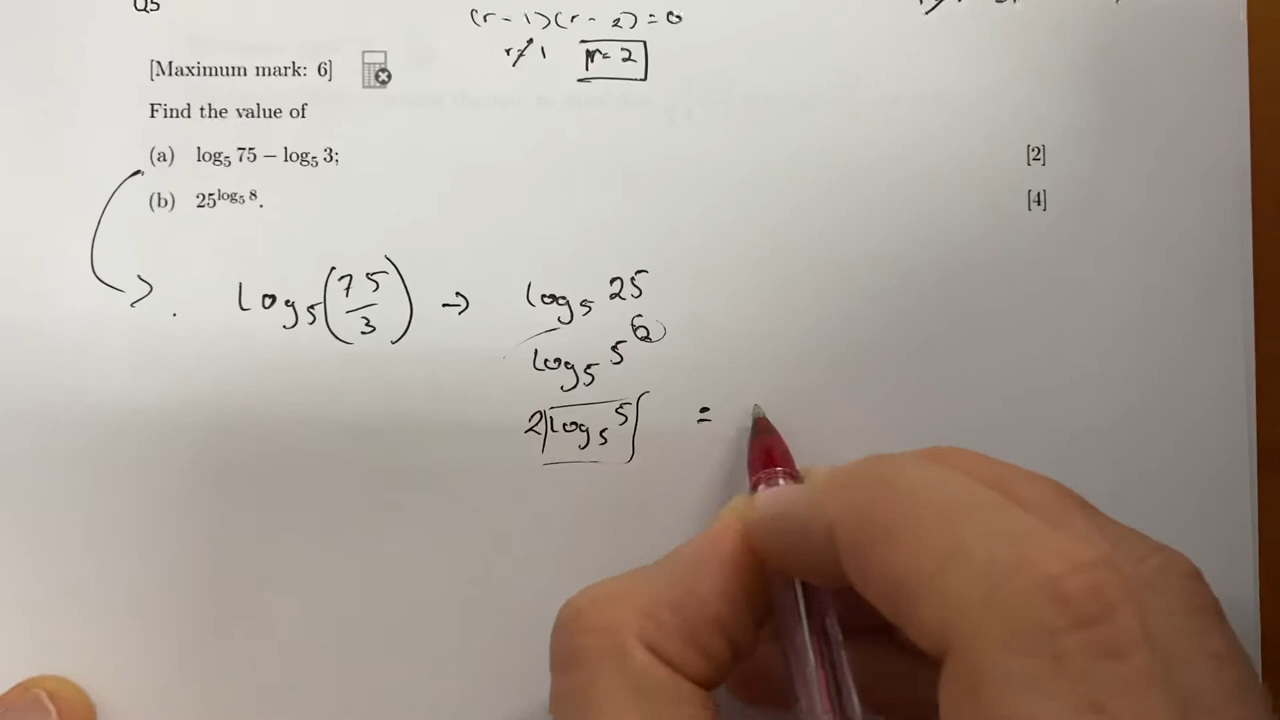 Q5
(r-1)(r-2)=0
r≠1 r=2
[Maximum mark: 6]
Find the value of
(a) log₅ 75 − log₅ 3; [2]
(b) 25^{log₅ 8}. [4]
log₅(75/3) → log₅ 25
log₅ 5²
2 log₅ 5 =